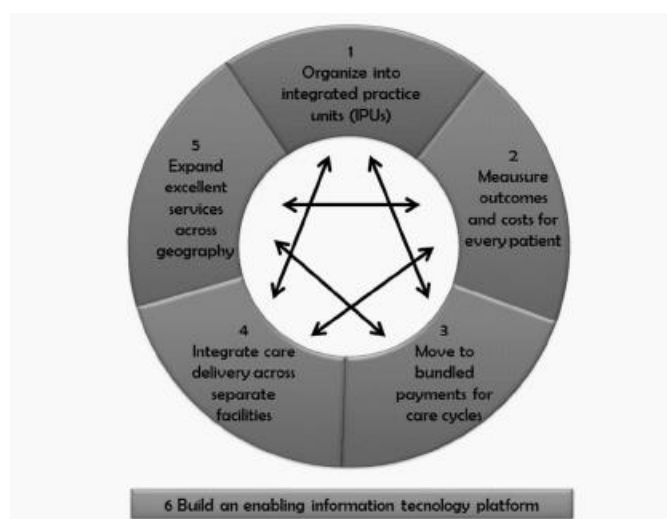 1
Organize into
integrated practice
units (IPUs)
2
Meausure
outcomes
and costs for
every patient
3
Move to
bundled
payments for
care cycles
4
Integrate care
delivery across
separate
facilities
5
Expand
excellent
services
across
geography
6 Build an enabling information tecnology platform